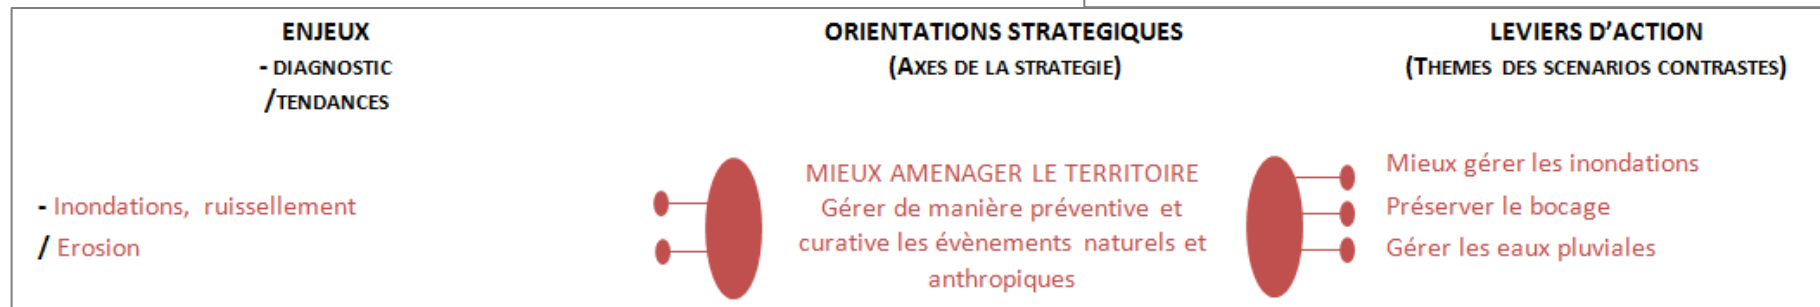 ENJEUX
- DIAGNOSTIC
/TENDANCES
- Inondations, ruissellement
/ Erosion
ORIENTATIONS STRATEGIQUES
(AXES DE LA STRATEGIE)
MIEUX AMENAGER LE TERRITOIRE
Gérer de manière préventive et
curative les évènements naturels et
anthropiques
LEVIERS D’ACTION
(THEMES DES SCENARIOS CONTRASTES)
Mieux gérer les inondations
Préserver le bocage
Gérer les eaux pluviales